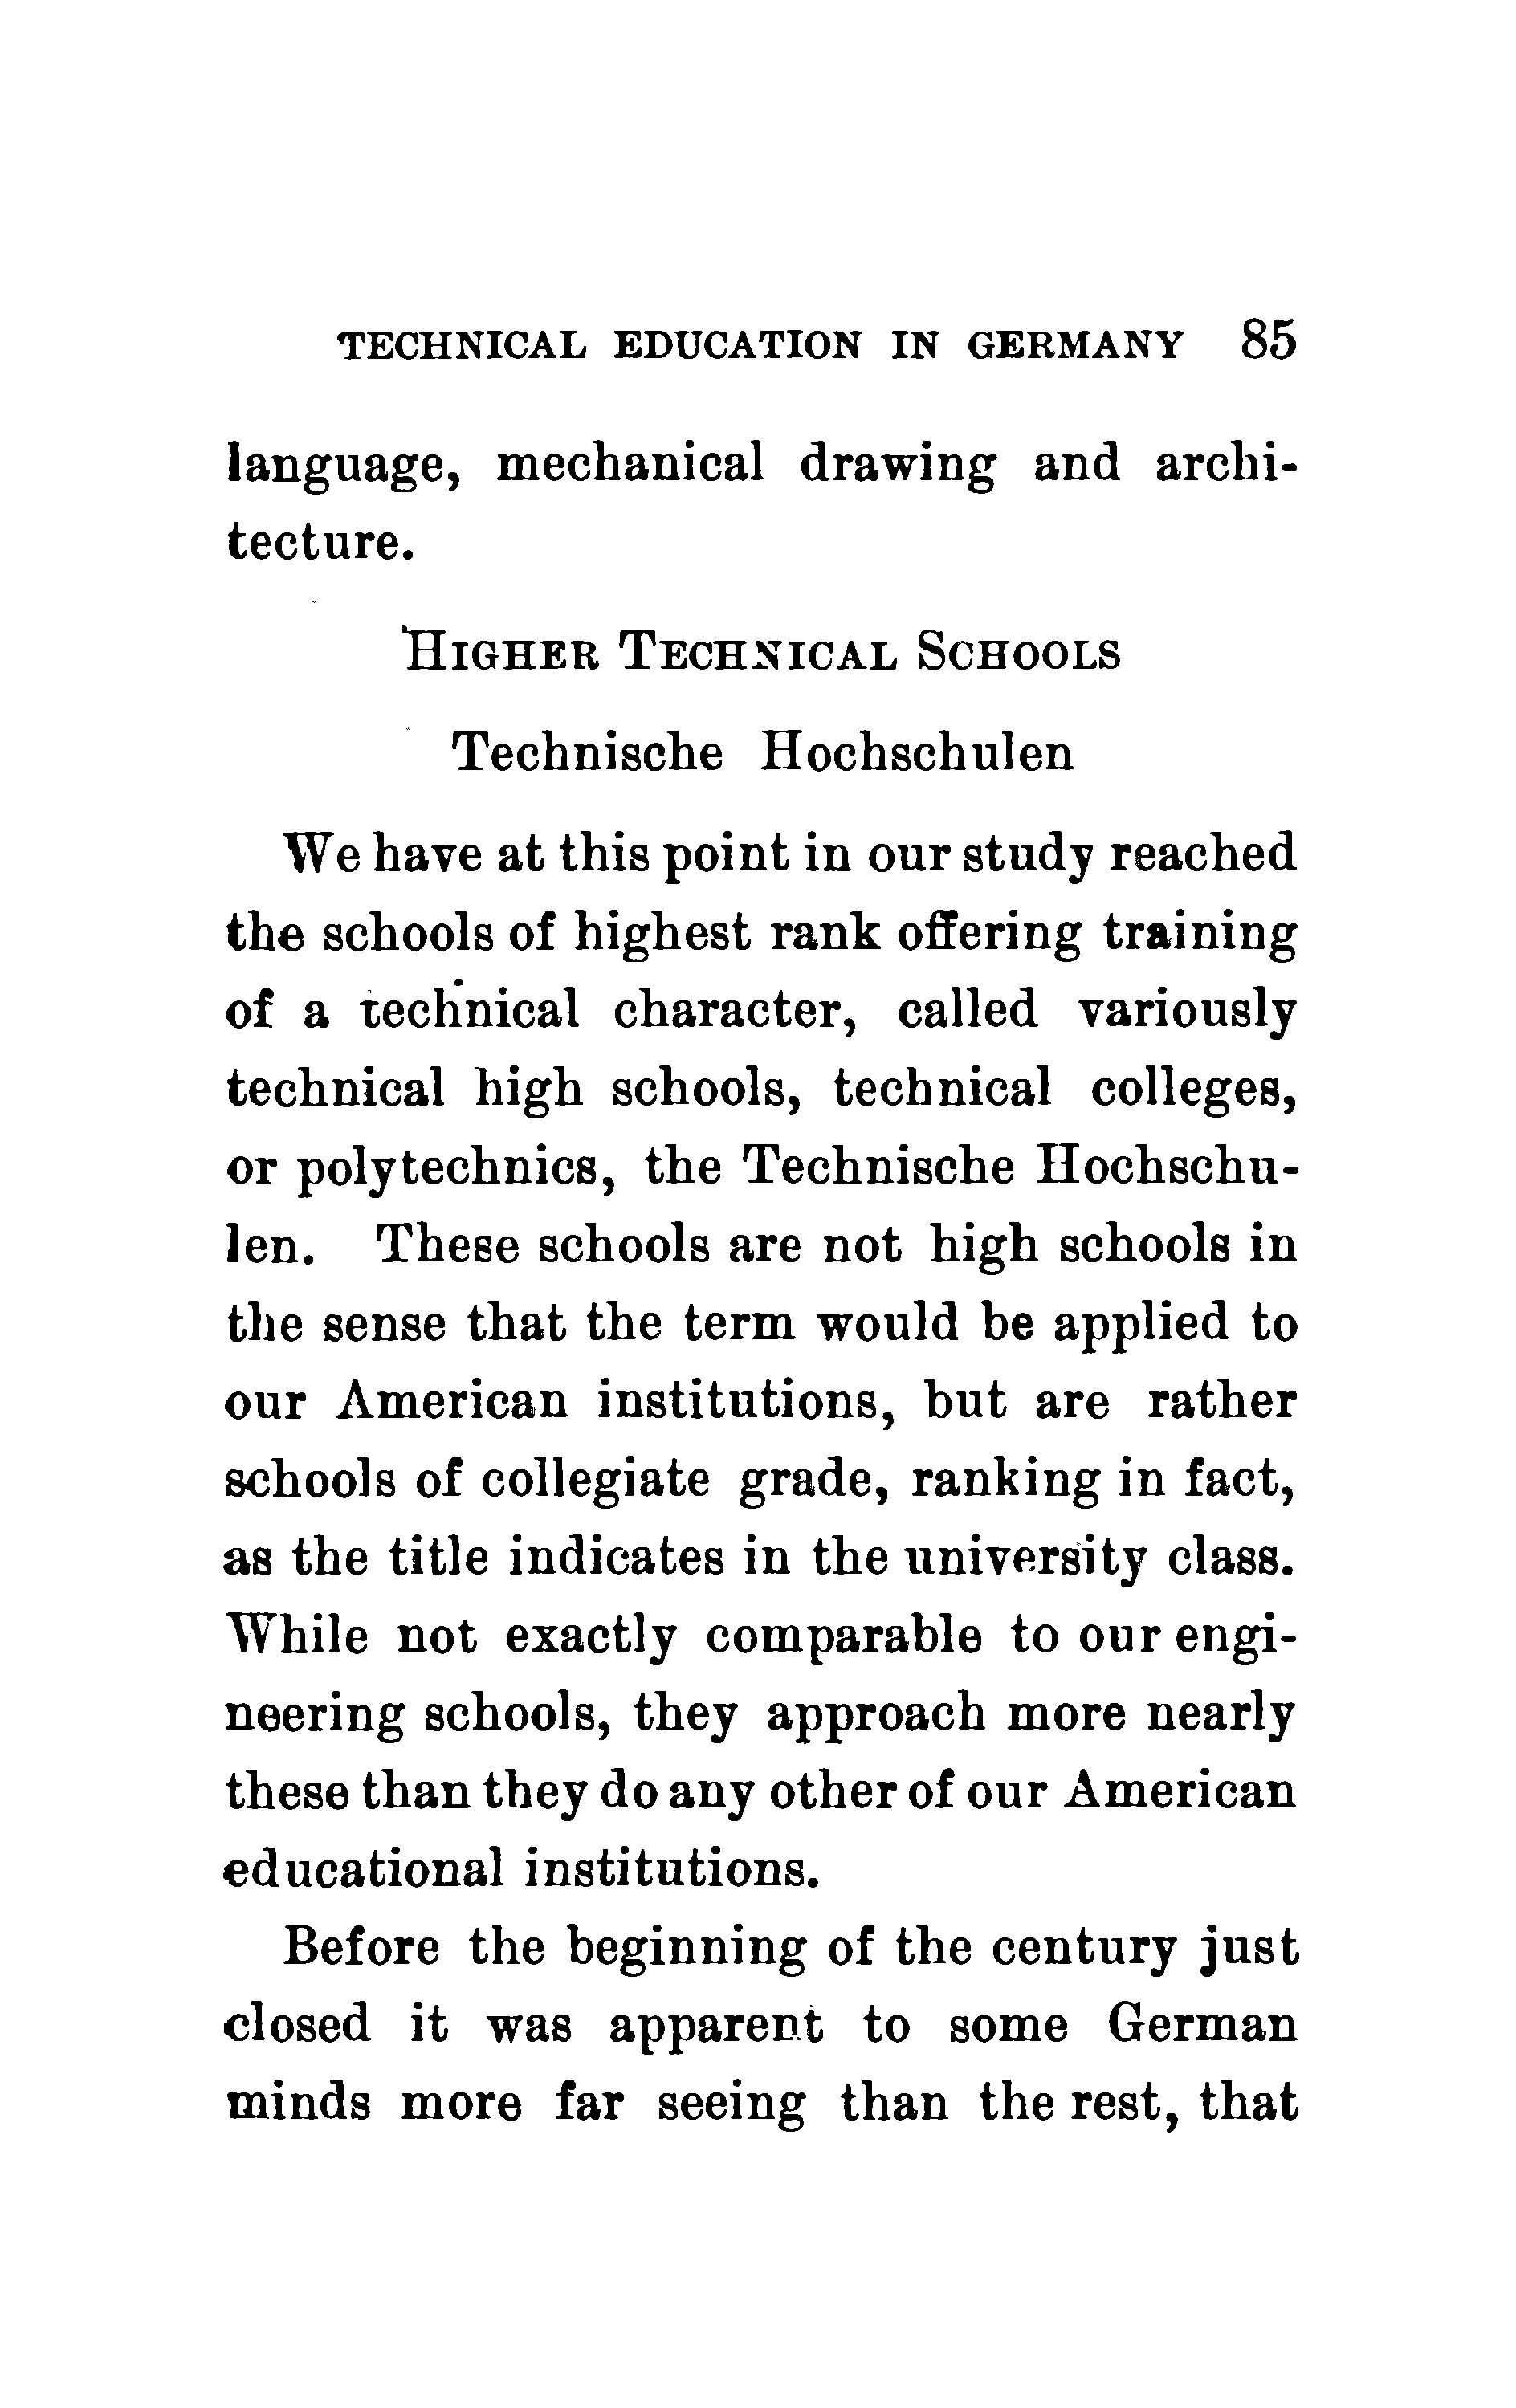 TECHNICAL EDUCATION IN GERMANY 85
language, mechanical drawing and archi-
tecture.
HIGHER TECHNICAL SCHOOLS
Technische Hochschulen
We have at this point in our study reached
the schools of highest rank offering training
of a technical character, called variously
technical high schools, technical colleges,
or polytechnics, the Technische Hochschu-
len. These schools are not high schools in
the sense that the term would be applied to
our American institutions, but are rather
schools of collegiate grade, ranking in fact,
as the title indicates in the university class.
While not exactly comparable to our engi-
neering schools, they approach more nearly
these than they do any other of our American
educational institutions.
Before the beginning of the century just
closed it was apparent to some German
minds more far seeing than the rest, that